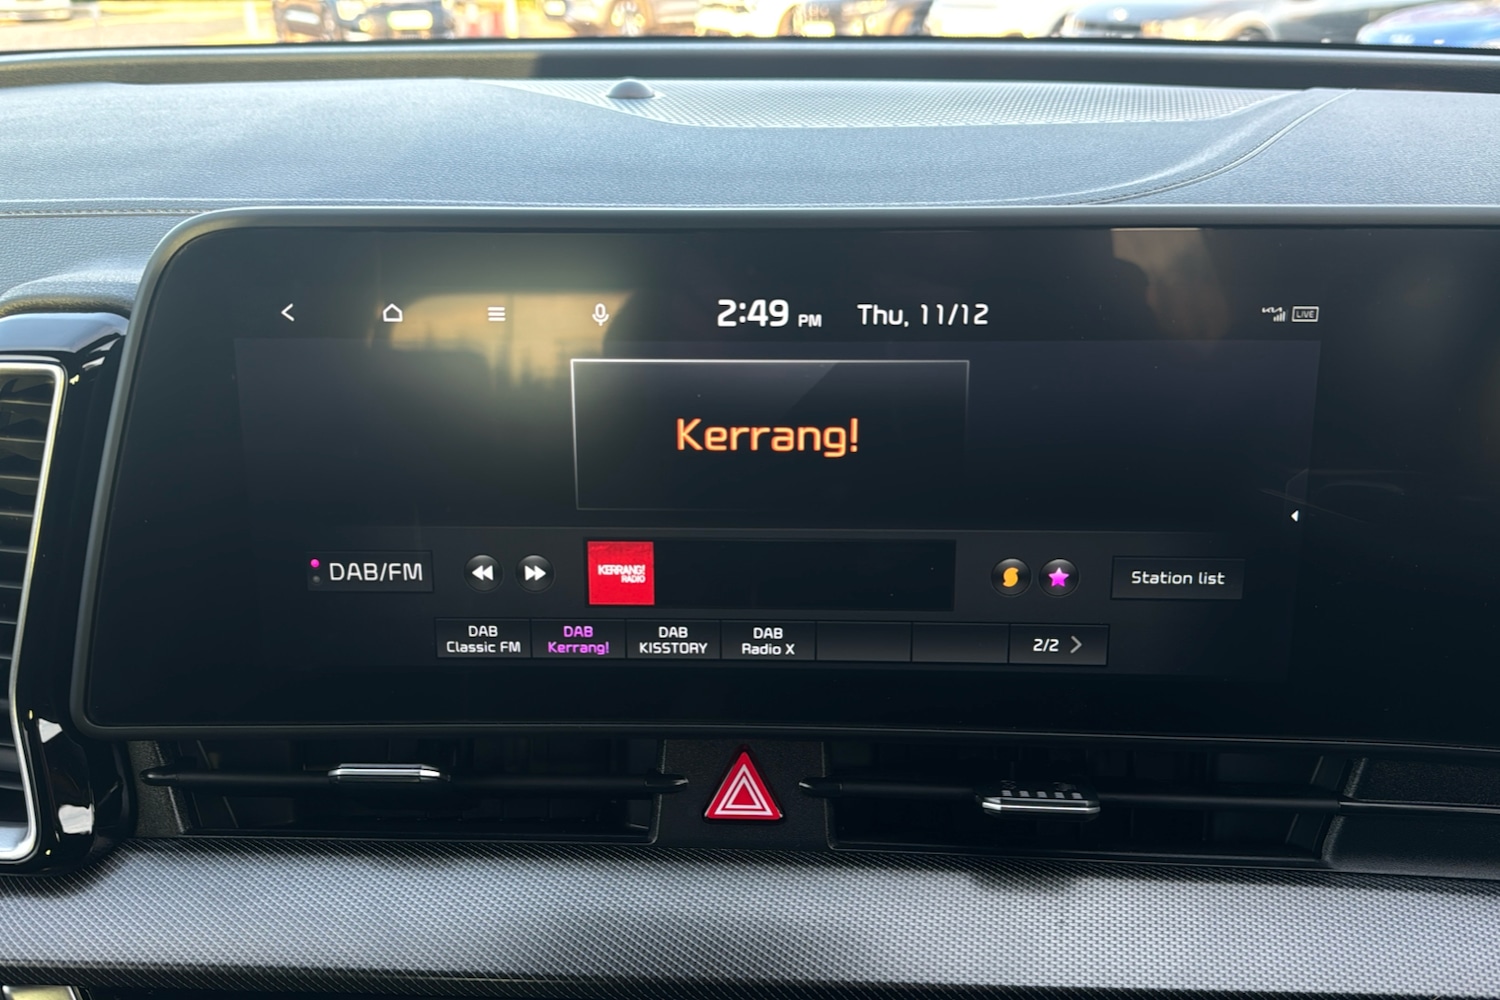 2:49 PM Thu, 11/12
KIA LIVE
Kerrang!
DAB/FM
KERRANG!
RADIO
Station list
DAB
Classic FM
DAB
Kerrang!
DAB
KISSTORY
DAB
Radio X
2/2